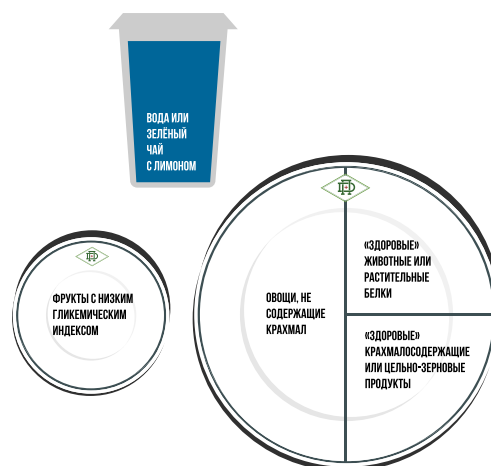 ВОДА ИЛИ
ЗЕЛЁНЫЙ
ЧАЙ
С ЛИМОНОМ
ФРУКТЫ С НИЗКИМ
ГЛИКЕМИЧЕСКИМ
ИНДЕКСОМ
ОВОЩИ, НЕ
СОДЕРЖАЩИЕ
КРАХМАЛ
«ЗДОРОВЫЕ»
ЖИВОТНЫЕ ИЛИ
РАСТИТЕЛЬНЫЕ
БЕЛКИ
«ЗДОРОВЫЕ»
КРАХМАЛОСОДЕРЖАЩИЕ
ИЛИ ЦЕЛЬНО-ЗЕРНОВЫЕ
ПРОДУКТЫ